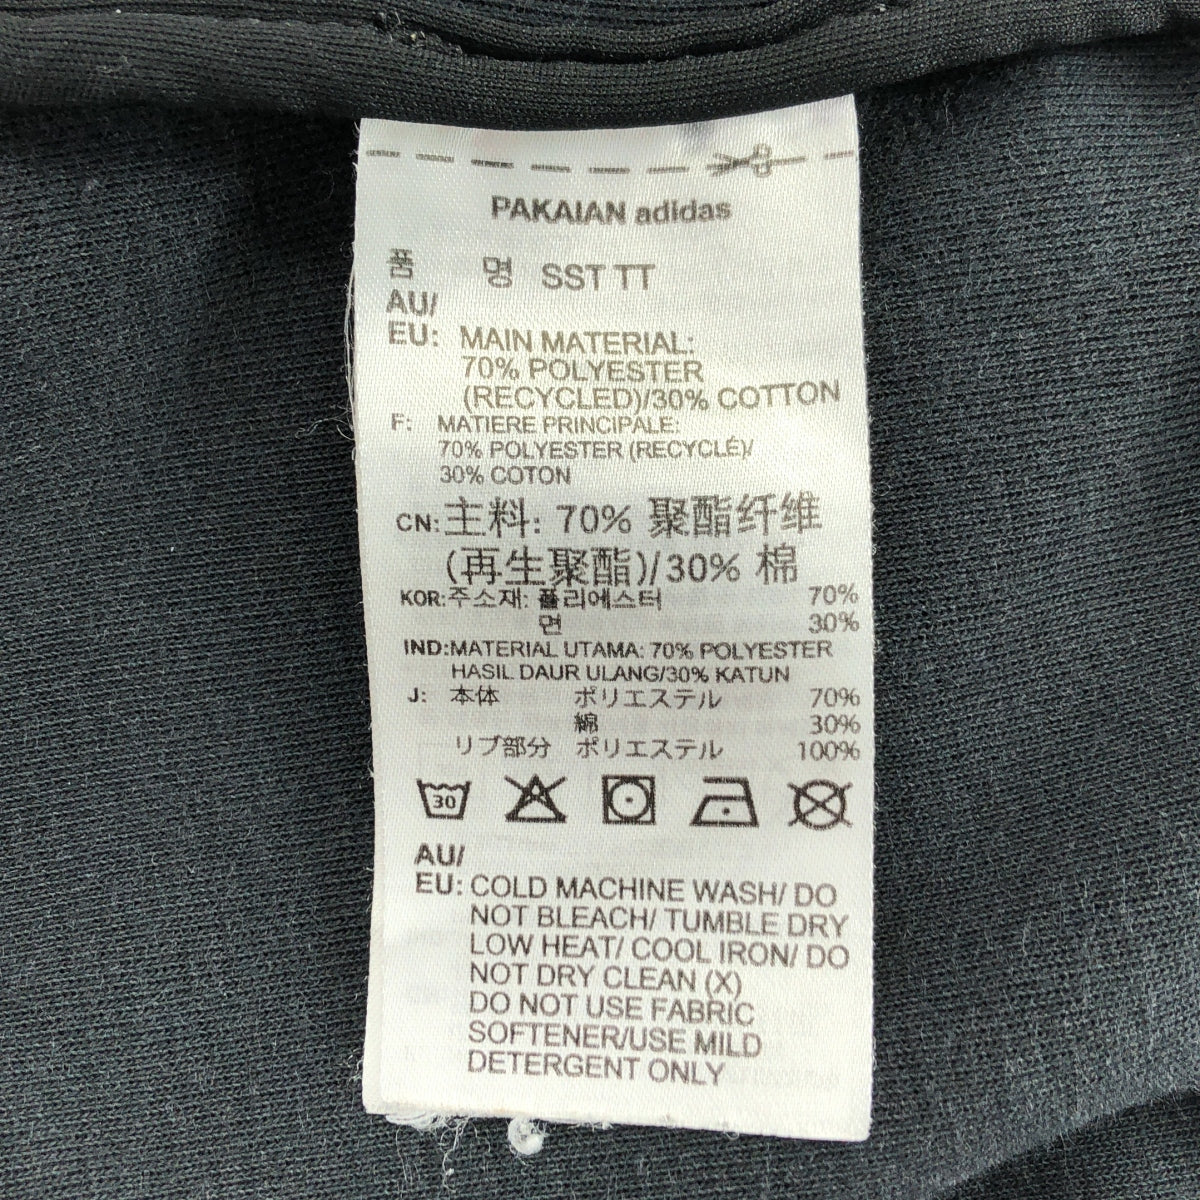 PAKAIAN adidas
품 명 SST TT
AU/
EU: MAIN MATERIAL:
70% POLYESTER
(RECYCLED)/30% COTTON
F: MATIERE PRINCIPALE:
70% POLYESTER (RECYCLÉ)/
30% COTON
CN: 主料: 70% 聚酯纤维
(再生聚酯)/30% 棉
KOR: 주소재: 폴리에스터 70%
면 30%
IND: MATERIAL UTAMA: 70% POLYESTER
HASIL DAUR ULANG/30% KATUN
J: 本体 ポリエステル 70%
綿 30%
リブ部分 ポリエステル 100%
30
AU/
EU: COLD MACHINE WASH/ DO
NOT BLEACH/ TUMBLE DRY
LOW HEAT/ COOL IRON/ DO
NOT DRY CLEAN (X)
DO NOT USE FABRIC
SOFTENER/USE MILD
DETERGENT ONLY